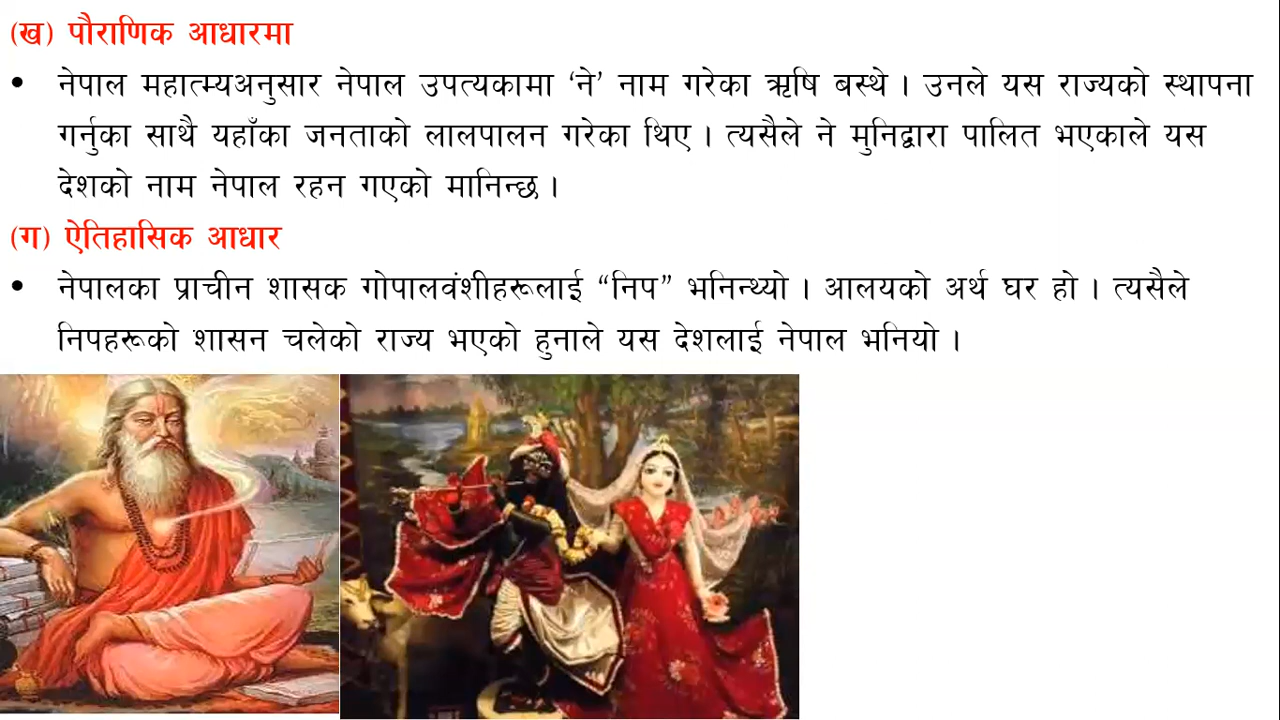 (ख) पौराणिक आधारमा
• नेपाल महात्म्यअनुसार नेपाल उपत्यकामा ‘ने’ नाम गरेका ऋषि बस्थे । उनले यस राज्यको स्थापना
गर्नुका साथै यहाँका जनताको लालपालन गरेका थिए । त्यसैले ने मुनिद्वारा पालित भएकाले यस
देशको नाम नेपाल रहन गएको मानिन्छ ।
(ग) ऐतिहासिक आधार
• नेपालका प्राचीन शासक गोपालवंशीहरूलाई “निप” भनिन्थ्यो । आलयको अर्थ घर हो । त्यसैले
निपहरूको शासन चलेको राज्य भएको हुनाले यस देशलाई नेपाल भनियो ।